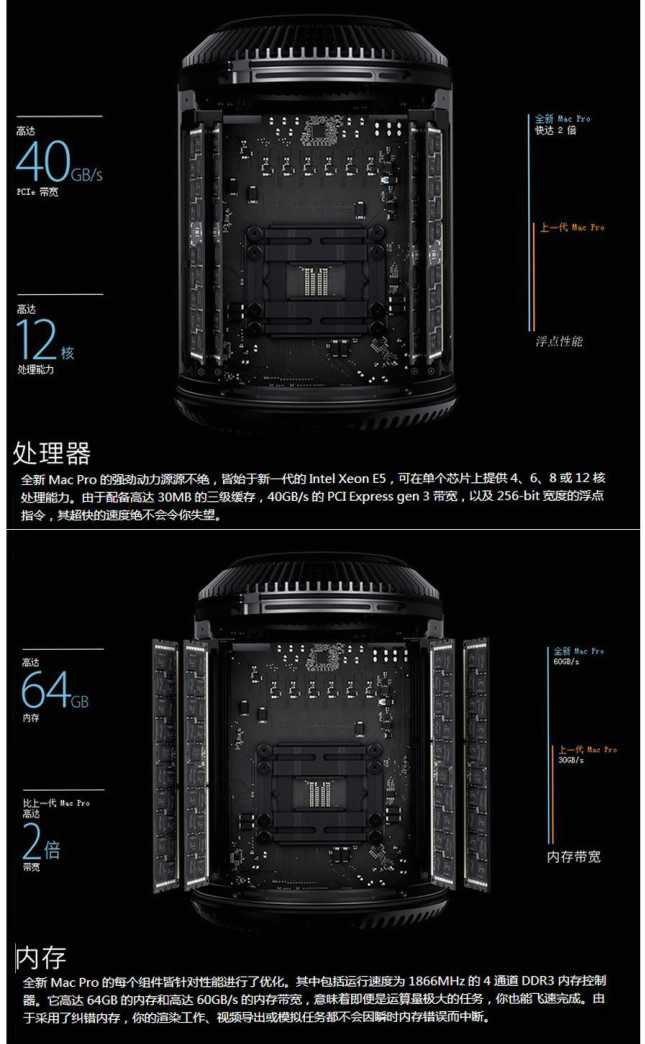 高达
40GB/s
PCIe 带宽
高达
12核
处理能力
全新 Mac Pro
快达 2 倍
上一代 Mac Pro
浮点性能
处理器
全新 Mac Pro 的强劲动力源源不绝，皆始于新一代的 Intel Xeon E5，可在单个芯片上提供 4、6、8 或 12 核
处理能力。由于配备高达 30MB 的三级缓存，40GB/s 的 PCI Express gen 3 带宽，以及 256-bit 宽度的浮点
指令，其超快的速度绝不会令你失望。
高达
64GB
内存
比上一代 Mac Pro
高达
2倍
带宽
全新 Mac Pro
60GB/s
上一代 Mac Pro
30GB/s
内存带宽
内存
全新 Mac Pro 的每个组件皆针对性能进行了优化。其中包括运行速度为 1866MHz 的 4 通道 DDR3 内存控制
器。它高达 64GB 的内存和高达 60GB/s 的内存带宽，意味着即便是运算量极大的任务，你也能飞速完成。由
于采用了纠错内存，你的渲染工作、视频导出或模拟任务都不会因瞬时内存错误而中断。